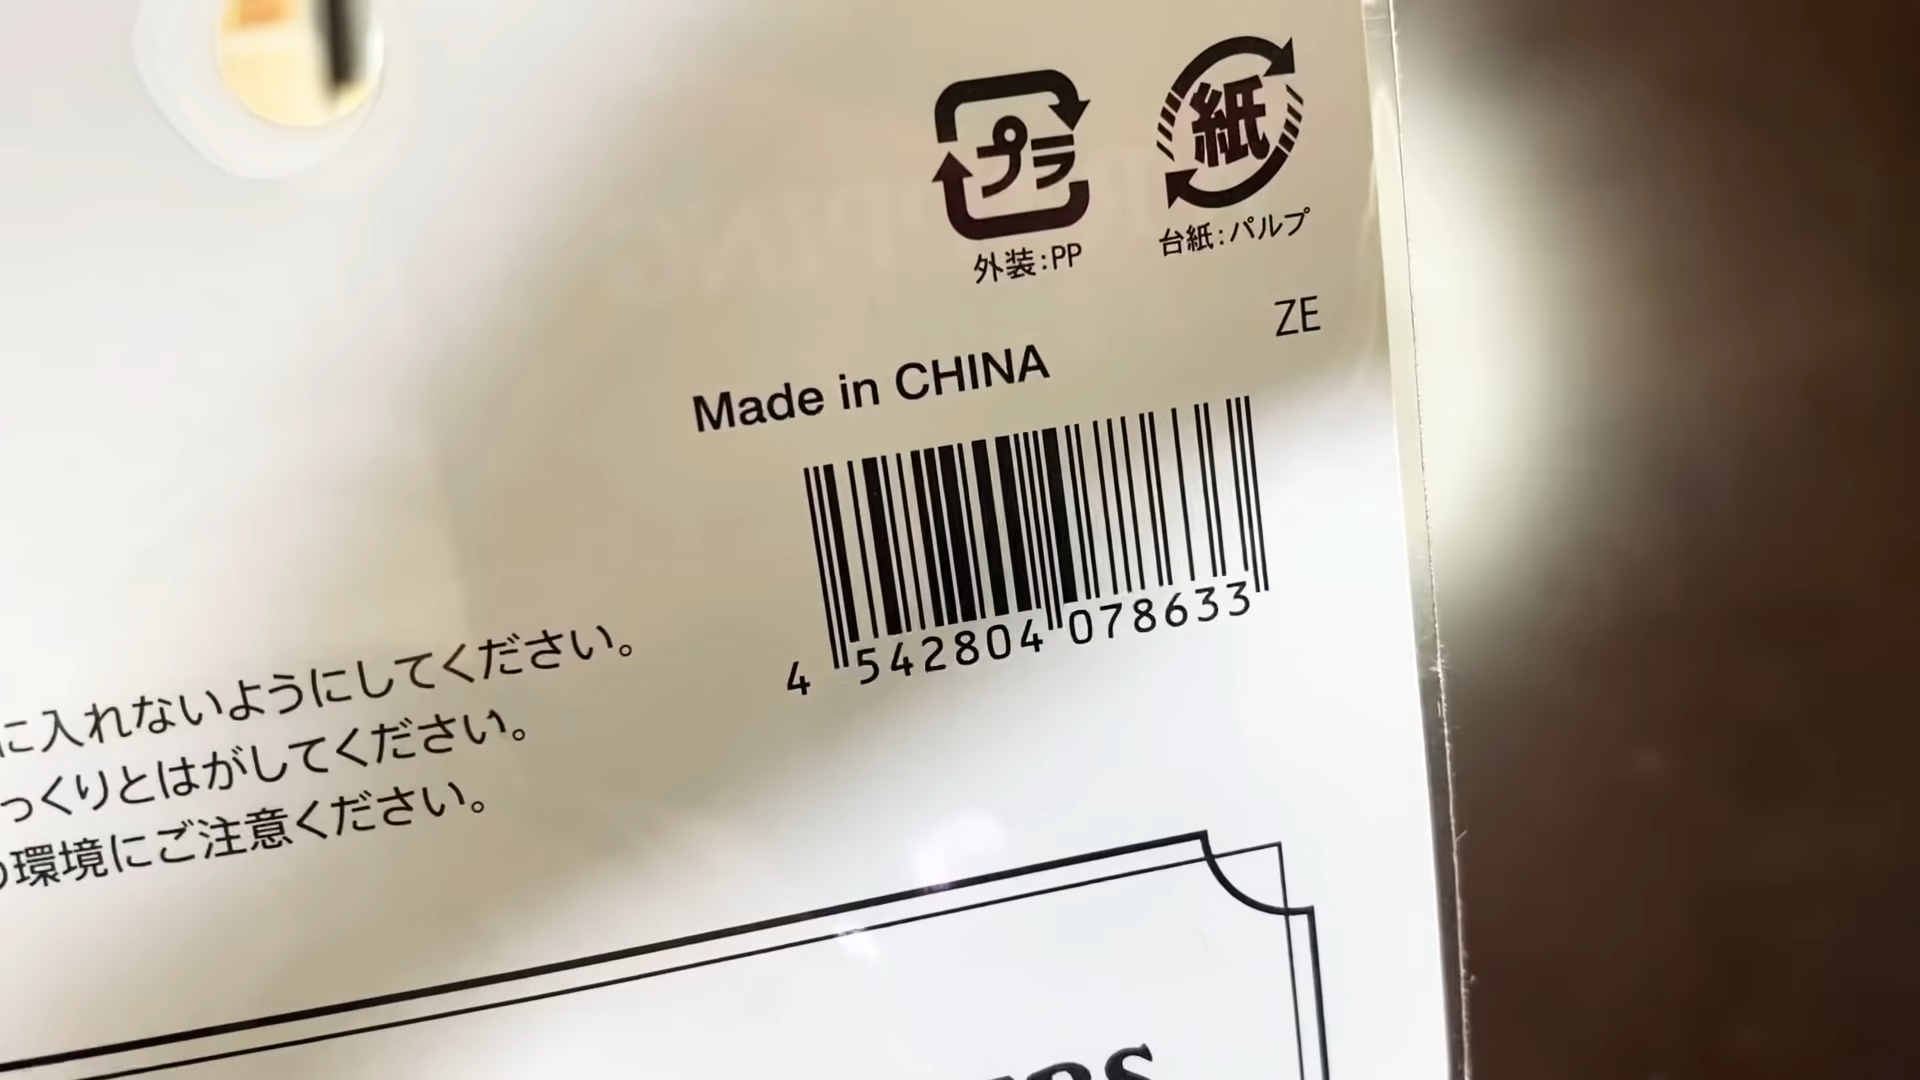 プラ
紙
外装:PP
台紙:パルプ
ZE
Made in CHINA
4 542804 078633
に入れないようにしてください。
っくりとはがしてください。
の環境にご注意ください。